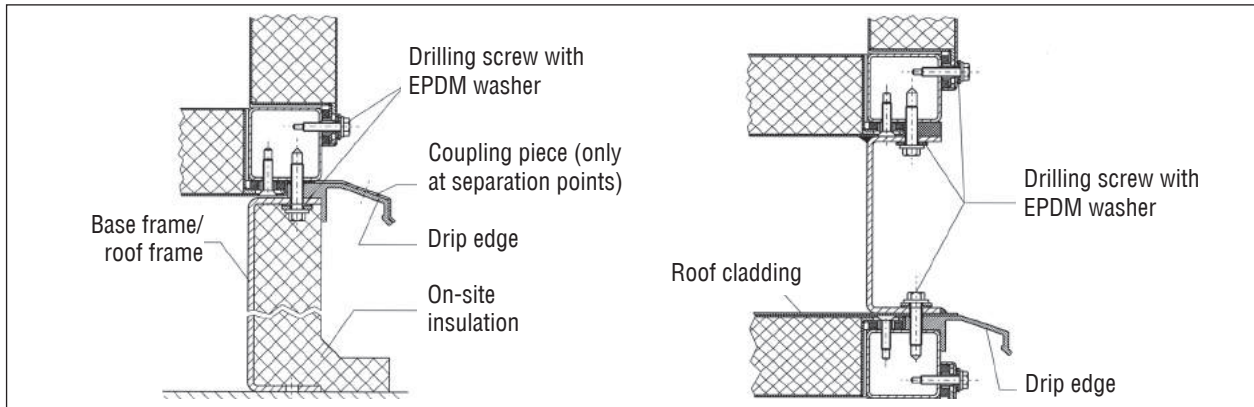 Drilling screw with
EPDM washer
Coupling piece (only
at separation points)
Base frame/
roof frame
Drip edge
On-site
insulation
Drilling screw with
EPDM washer
Roof cladding
Drip edge